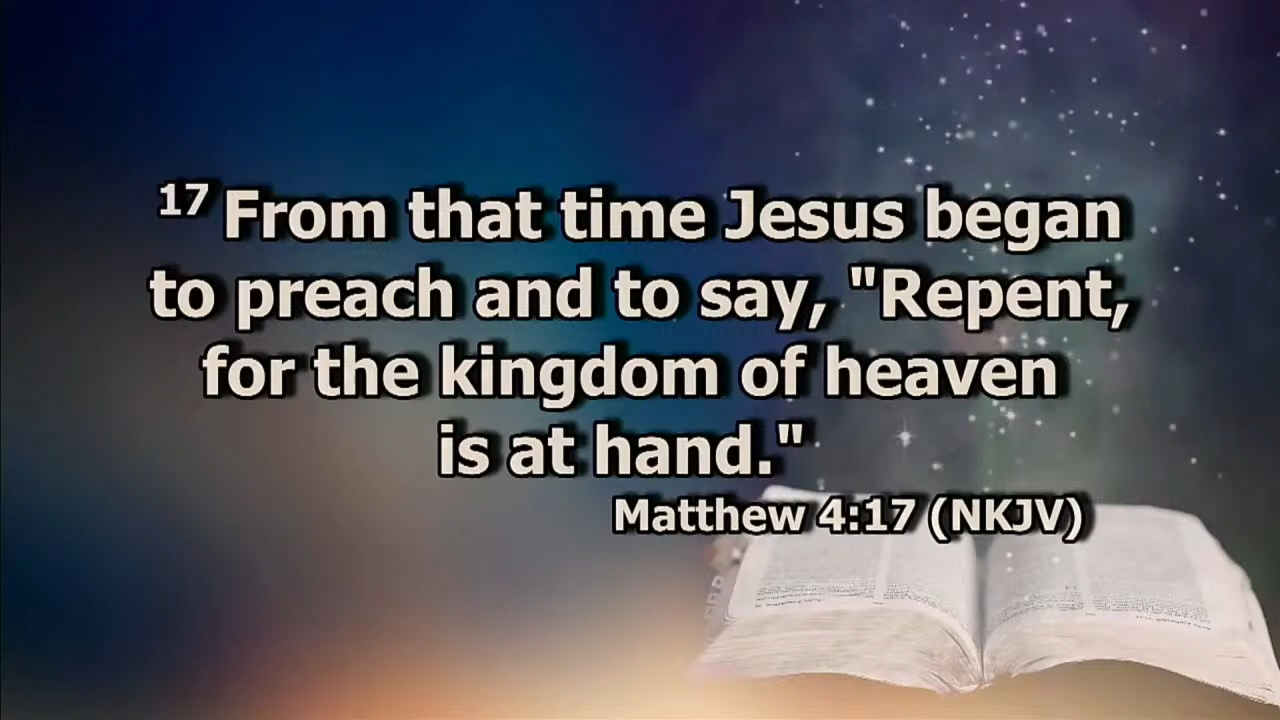 17 From that time Jesus began
to preach and to say, "Repent,
for the kingdom of heaven
is at hand."
Matthew 4:17 (NKJV)